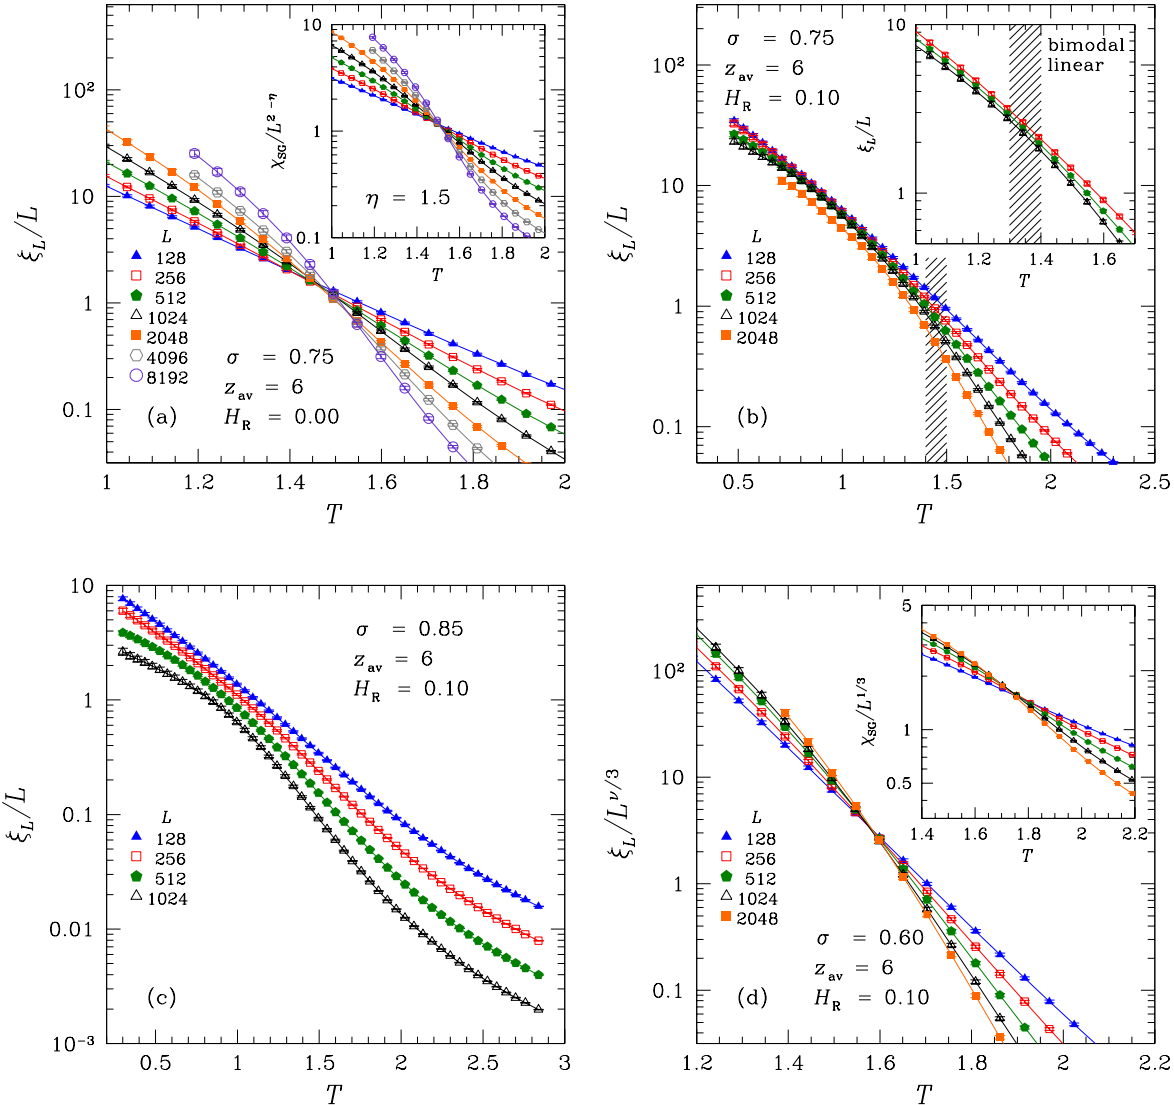 10²
10
1
0.1
ξ_L/L
1
1.2
1.4
1.6
1.8
2
T
L
128
256
512
1024
2048
4096
8192
σ = 0.75
z_av = 6
H_R = 0.00
(a)
10
1
0.1
χ_SG/L^{2-η}
η = 1.5
1
1.2
1.4
1.6
1.8
2
T
10²
10
1
0.1
ξ_L/L
0.5
1
1.5
2
2.5
T
σ = 0.75
z_av = 6
H_R = 0.10
L
128
256
512
1024
2048
(b)
10
1
ξ_L/L
bimodal
linear
1
1.2
1.4
1.6
T
10
1
0.1
0.01
10⁻³
ξ_L/L
0.5
1
1.5
2
2.5
3
T
σ = 0.85
z_av = 6
H_R = 0.10
L
128
256
512
1024
(c)
10²
10
1
0.1
ξ_L/L^{ν/3}
1.2
1.4
1.6
1.8
2
2.2
T
L
128
256
512
1024
2048
σ = 0.60
z_av = 6
H_R = 0.10
(d)
5
1
0.5
χ_SG/L^{1/3}
1.4
1.6
1.8
2
2.2
T